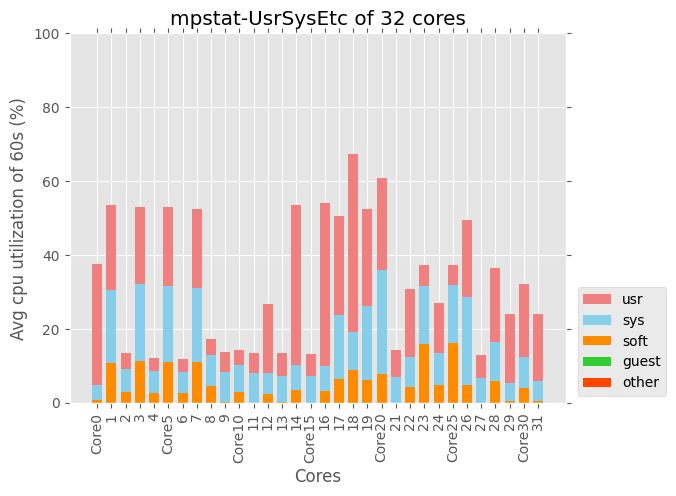 mpstat-UsrSysEtc of 32 cores
100
80
60
40
20
0
Avg cpu utilization of 60s (%)
Core0
1
2
3
4
Core5
6
7
8
9
Core10
11
12
13
14
Core15
16
17
18
19
Core20
21
22
23
24
Core25
26
27
28
29
Core30
31
Cores
usr
sys
soft
guest
other